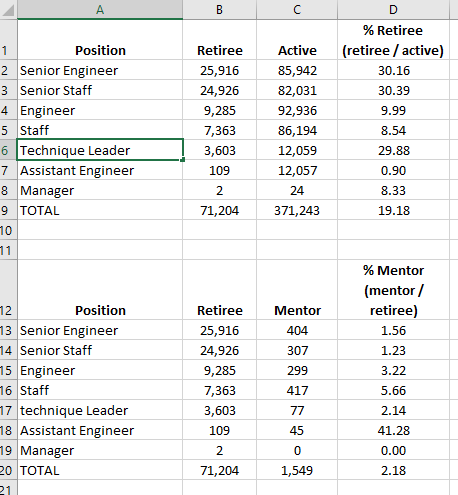 A B C D
1 Position Retiree Active % Retiree (retiree / active)
2 Senior Engineer 25,916 85,942 30.16
3 Senior Staff 24,926 82,031 30.39
4 Engineer 9,285 92,936 9.99
5 Staff 7,363 86,194 8.54
6 Technique Leader 3,603 12,059 29.88
7 Assistant Engineer 109 12,057 0.90
8 Manager 2 24 8.33
9 TOTAL 71,204 371,243 19.18
10
11
12 Position Retiree Mentor % Mentor (mentor / retiree)
13 Senior Engineer 25,916 404 1.56
14 Senior Staff 24,926 307 1.23
15 Engineer 9,285 299 3.22
16 Staff 7,363 417 5.66
17 technique Leader 3,603 77 2.14
18 Assistant Engineer 109 45 41.28
19 Manager 2 0 0.00
20 TOTAL 71,204 1,549 2.18
21